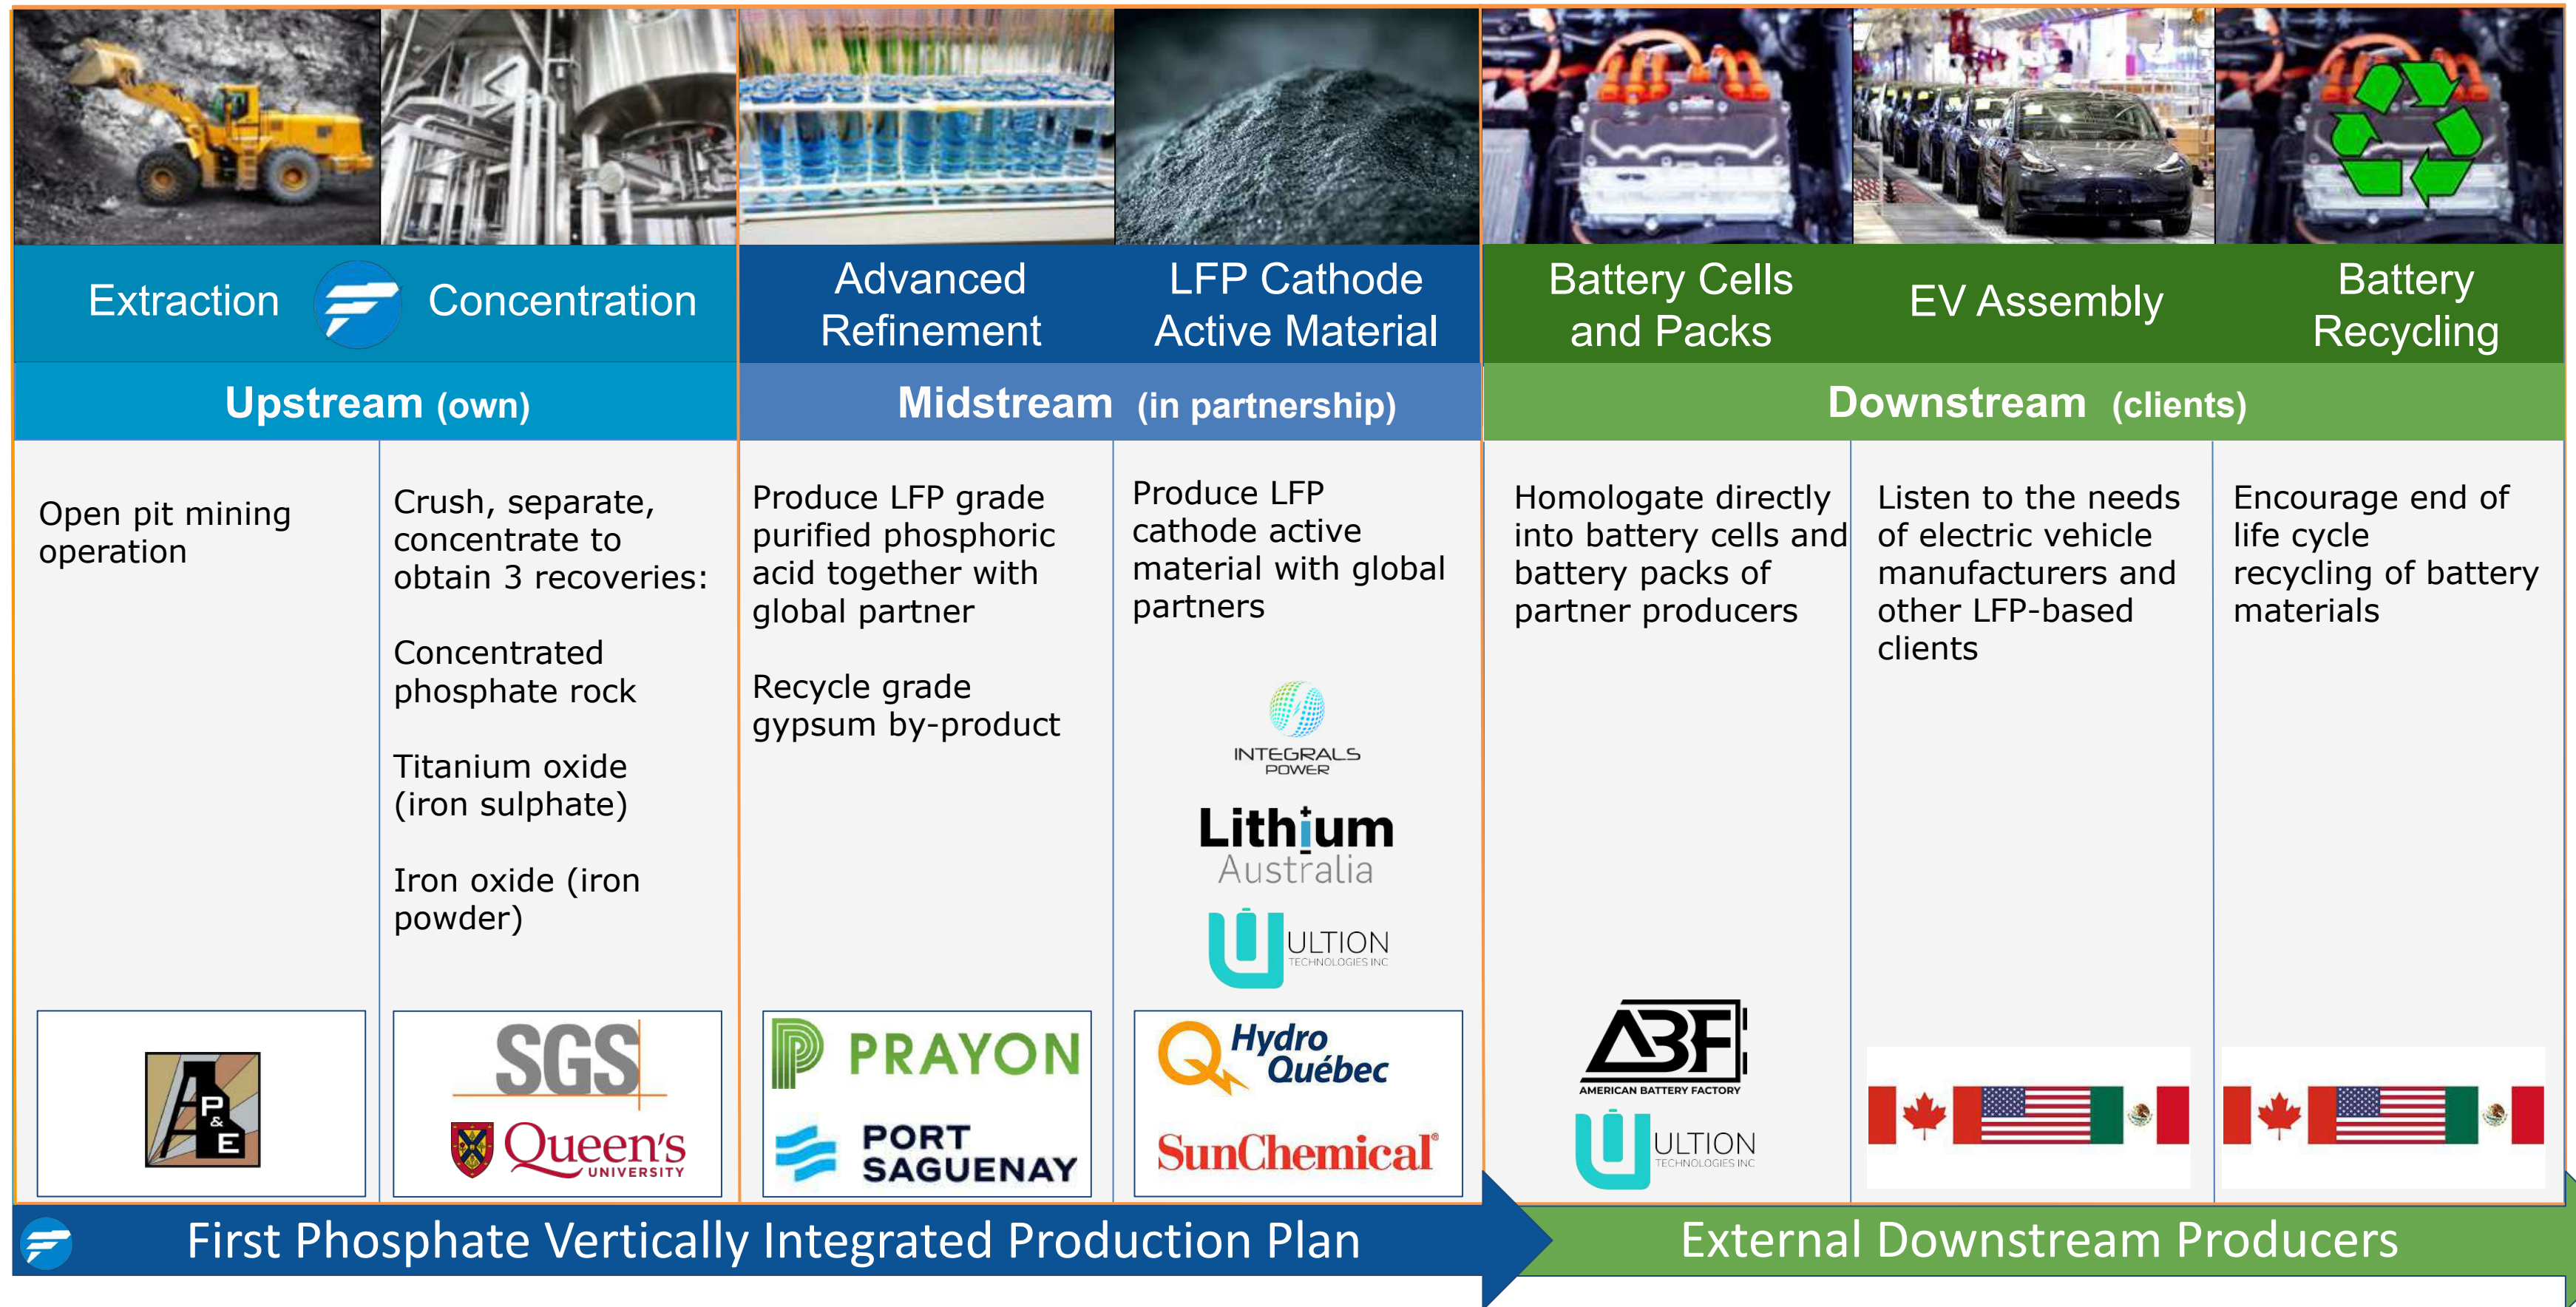 Extraction
Concentration
Advanced
Refinement
LFP Cathode
Active Material
Battery Cells
and Packs
EV Assembly
Battery
Recycling
Upstream (own)
Midstream (in partnership)
Downstream (clients)
Open pit mining
operation
Crush, separate,
concentrate to
obtain 3 recoveries:
Concentrated
phosphate rock
Titanium oxide
(iron sulphate)
Iron oxide (iron
powder)
Produce LFP grade
purified phosphoric
acid together with
global partner
Recycle grade
gypsum by-product
Produce LFP
cathode active
material with global
partners
INTEGRALS
POWER
Lithium
Australia
ULTION
TECHNOLOGIES INC
Homologate directly
into battery cells and
battery packs of
partner producers
Listen to the needs
of electric vehicle
manufacturers and
other LFP-based
clients
Encourage end of
life cycle
recycling of battery
materials
A
P
&
E
SGS
Queen's
UNIVERSITY
PRAYON
PORT
SAGUENAY
Hydro
Québec
SunChemical®
ABF
AMERICAN BATTERY FACTORY
ULTION
TECHNOLOGIES INC
First Phosphate Vertically Integrated Production Plan
External Downstream Producers